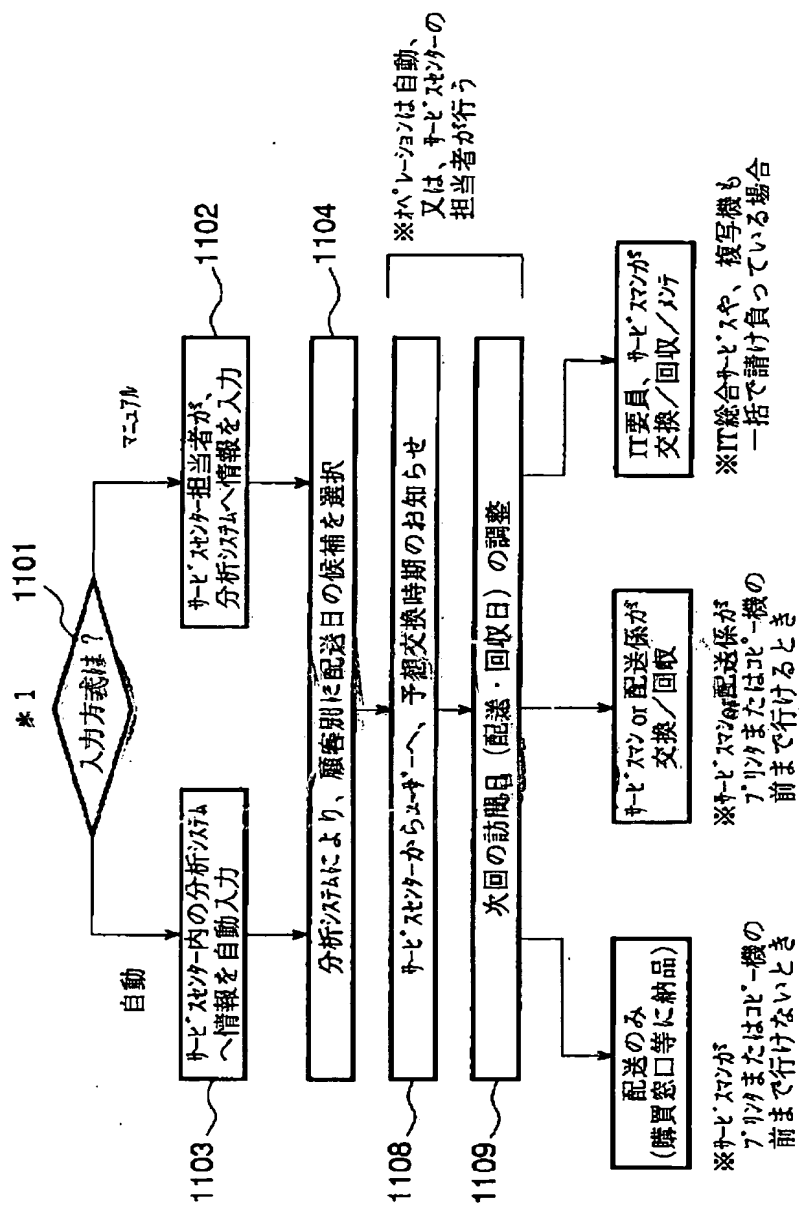 ※1
1101
入力方式は？
自動
マニュアル
1103
サービスセンター内の分析システム
へ情報を自動入力
1102
サービスセンター担当者が、
分析システムへ情報を入力
1104
分析システムにより、顧客別に配送日の候補を選択
1108
サービスセンターからユーザーへ、予想交換時期のお知らせ
1109
次回の訪問日（配送・回収日）の調整
※オペレーションは自動、
又は、サービスセンターの
担当者が行う
配送のみ
(購買窓口等に納品)
※サービスマンが
プリンタまたはコピー機の
前まで行けないとき
サービスマン or 配送係が
交換／回収
※サービスマンor配送係が
プリンタまたはコピー機の
前まで行けるとき
IT要員、サービスマンが
交換／回収／メンテ
※IT総合サービスや、複写機も
一括で請け負っている場合